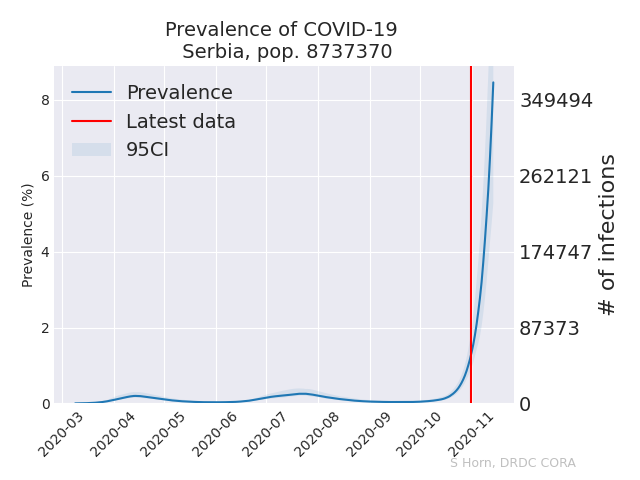 Prevalence of COVID-19
Serbia, pop. 8737370
Prevalence
Latest data
95CI
Prevalence (%)
8
6
4
2
0
349494
262121
174747
87373
0
# of infections
2020-03
2020-04
2020-05
2020-06
2020-07
2020-08
2020-09
2020-10
2020-11
S Horn, DRDC CORA